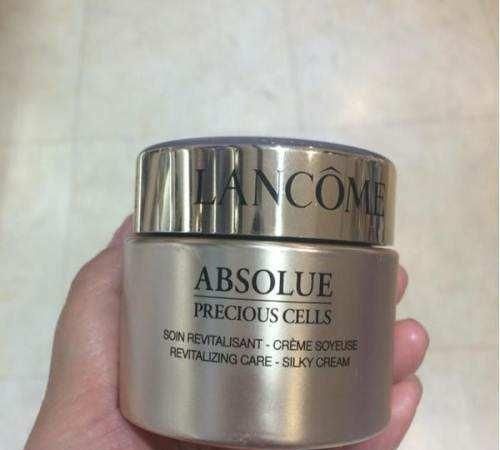 LANCÔME
ABSOLUE
PRECIOUS CELLS
SOIN REVITALISANT - CRÈME SOYEUSE
REVITALIZING CARE - SILKY CREAM